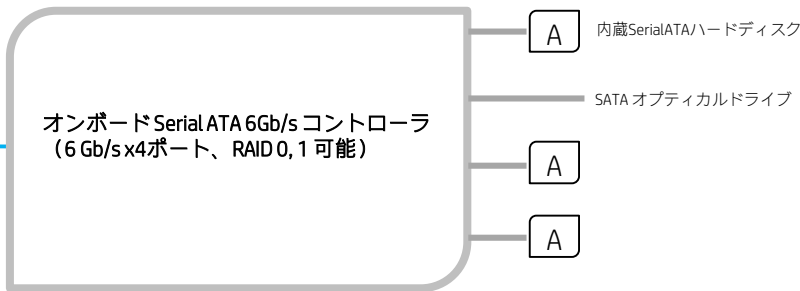 A 内蔵SerialATAハードディスク
SATA オプティカルドライブ
オンボード Serial ATA 6Gb/s コントローラ
（6 Gb/s x4ポート、RAID 0, 1 可能）
A
A